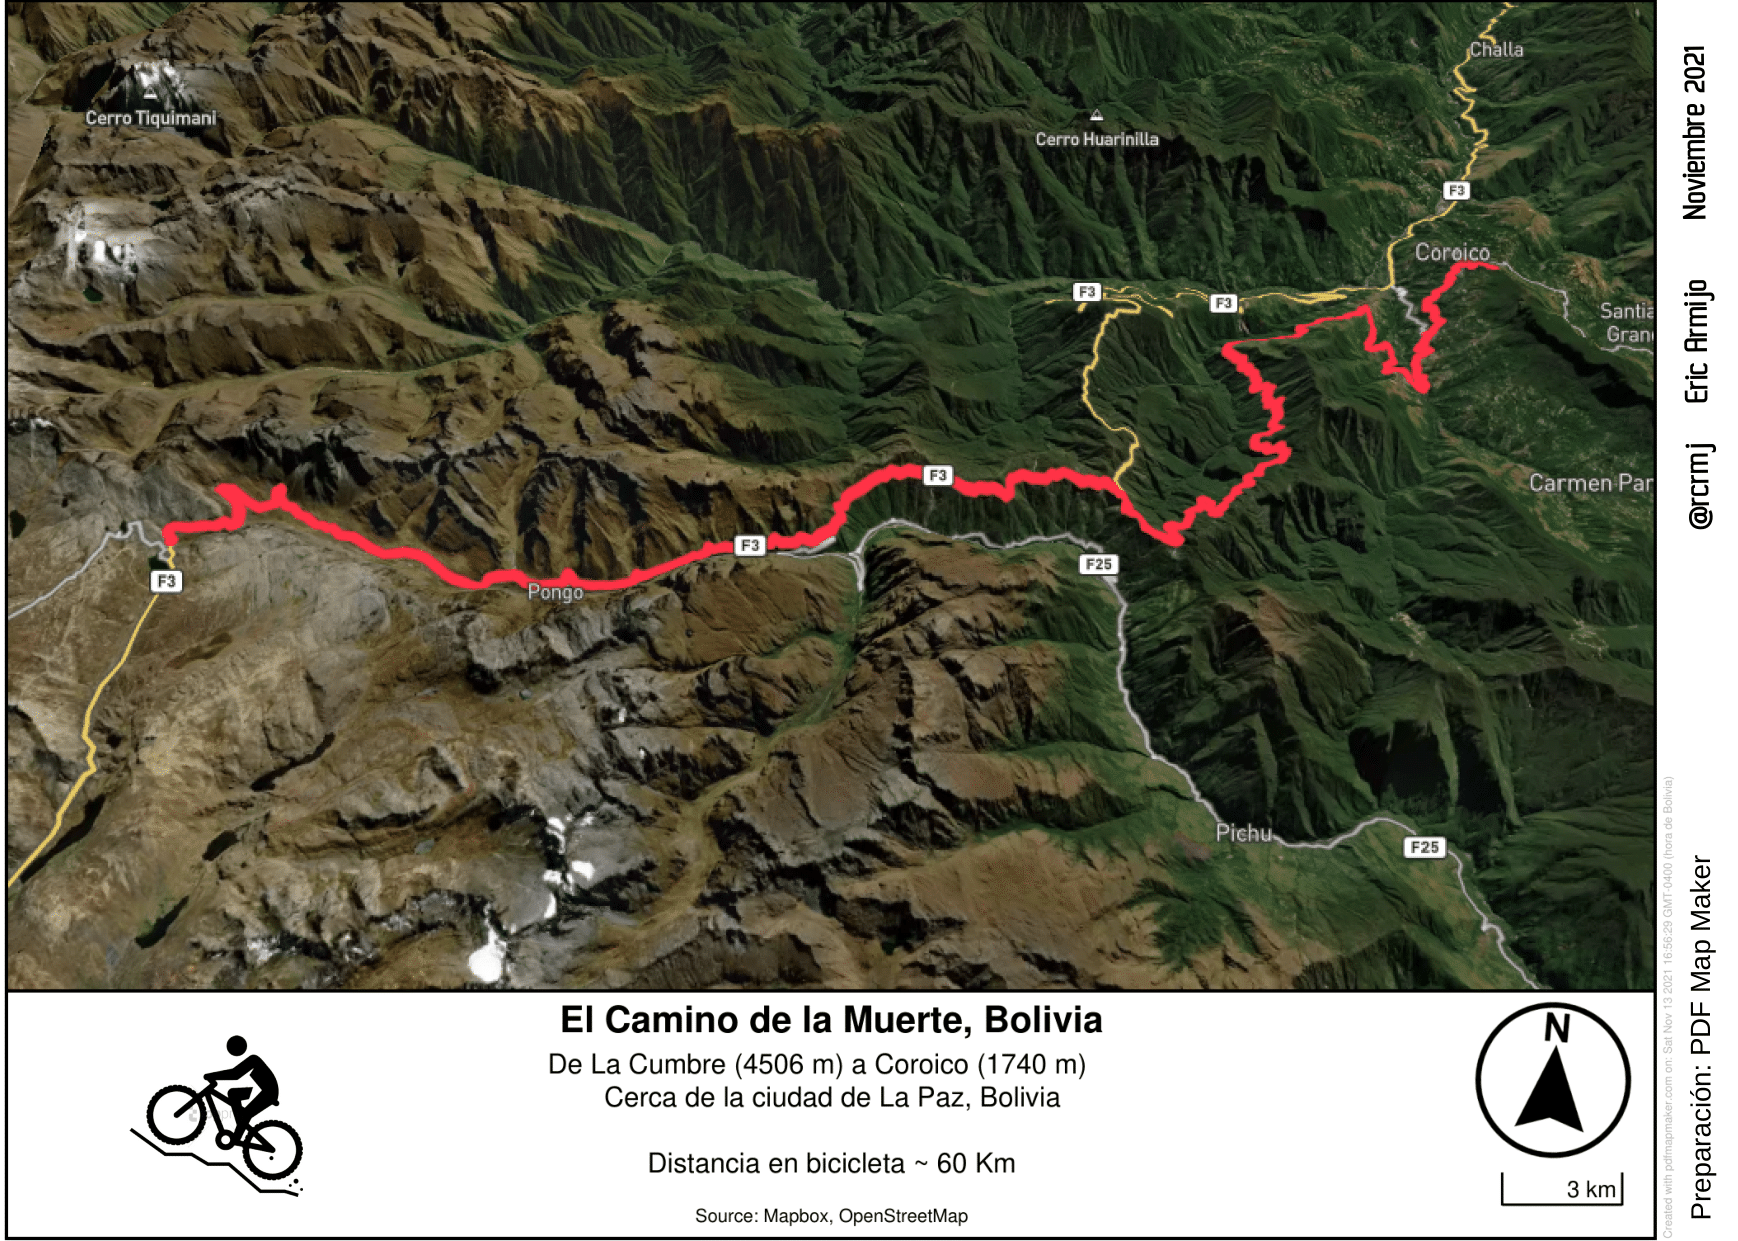 Challa
Cerro Tiquimani
Cerro Huarinilla
F3
Coroico
F3
F3
Santia
Gran
F3
Carmen Par
F3
F25
F3
Pongo
Pichu
F25
El Camino de la Muerte, Bolivia
De La Cumbre (4506 m) a Coroico (1740 m)
Cerca de la ciudad de La Paz, Bolivia
Distancia en bicicleta ~ 60 Km
Source: Mapbox, OpenStreetMap
N
3 km
@rcrmj Eric Armijo Noviembre 2021
Created with pdfmapmaker.com on: Sat Nov 13 2021 16:56:29 GMT-0400 (hora de Bolivia)
Preparación: PDF Map Maker